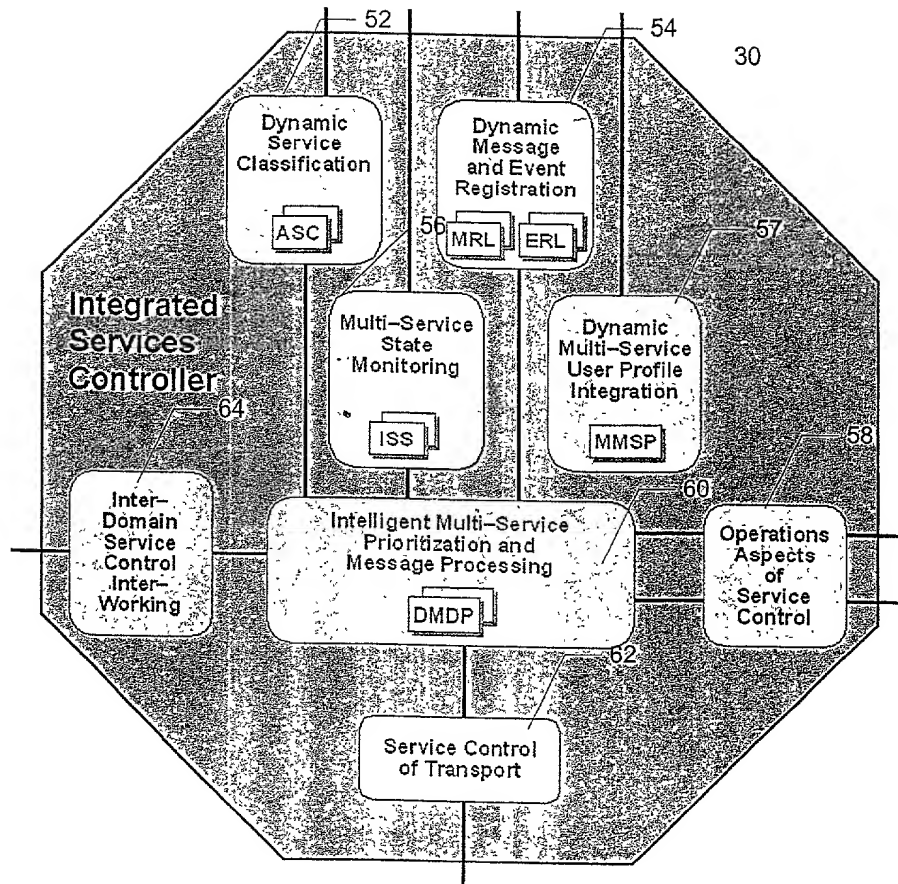 52
54
30
Dynamic
Service
Classification
ASC
Dynamic
Message
and Event
Registration
MRL ERL
56
57
Integrated
Services
Controller
Multi-Service
State
Monitoring
ISS
Dynamic
Multi-Service
User Profile
Integration
MMSP
64
58
Inter-
Domain
Service
Control
Inter-
Working
60
Intelligent Multi-Service
Prioritization and
Message Processing
DMDP
Operations
Aspects
of
Service
Control
62
Service Control
of Transport